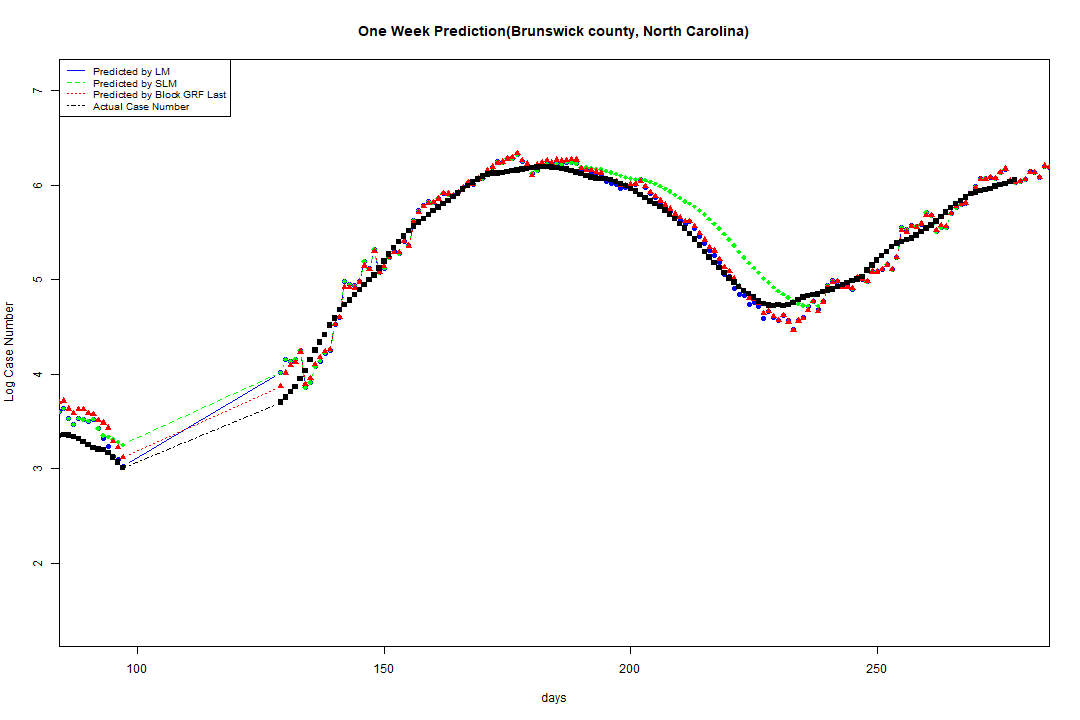 One Week Prediction(Brunswick county, North Carolina)
Predicted by LM
Predicted by SLM
Predicted by Block GRF Last
Actual Case Number
7
6
5
4
3
2
Log Case Number
100 150 200 250
days